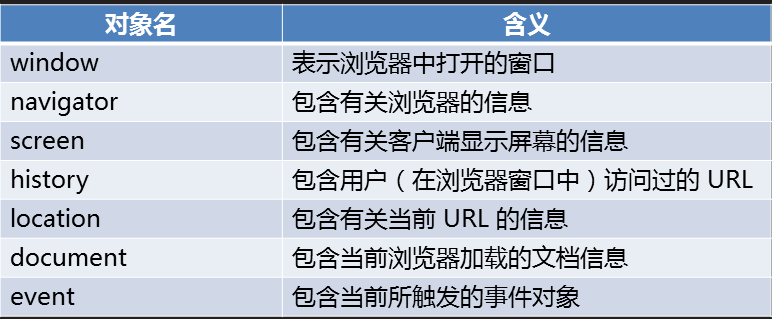 对象名 含义
window 表示浏览器中打开的窗口
navigator 包含有关浏览器的信息
screen 包含有关客户端显示屏幕的信息
history 包含用户（在浏览器窗口中）访问过的 URL
location 包含有关当前 URL 的信息
document 包含当前浏览器加载的文档信息
event 包含当前所触发的事件对象